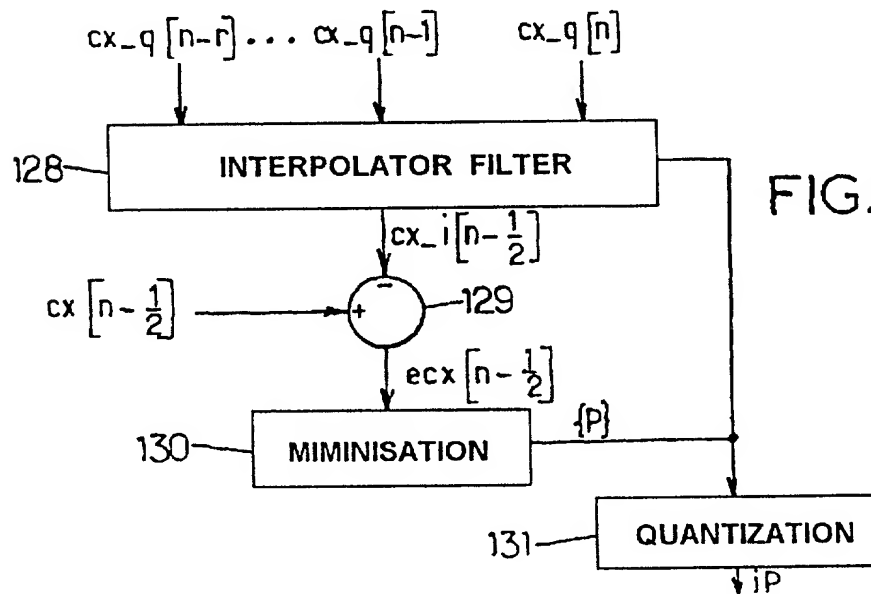 cx_q[n-r] ... cx_q[n-1] cx_q[n]
128 INTERPOLATOR FILTER
FIG.
cx_i[n-1/2]
-
cx[n-1/2] + 129
ecx[n-1/2]
130 MIMINISATION {P}
131 QUANTIZATION
iP